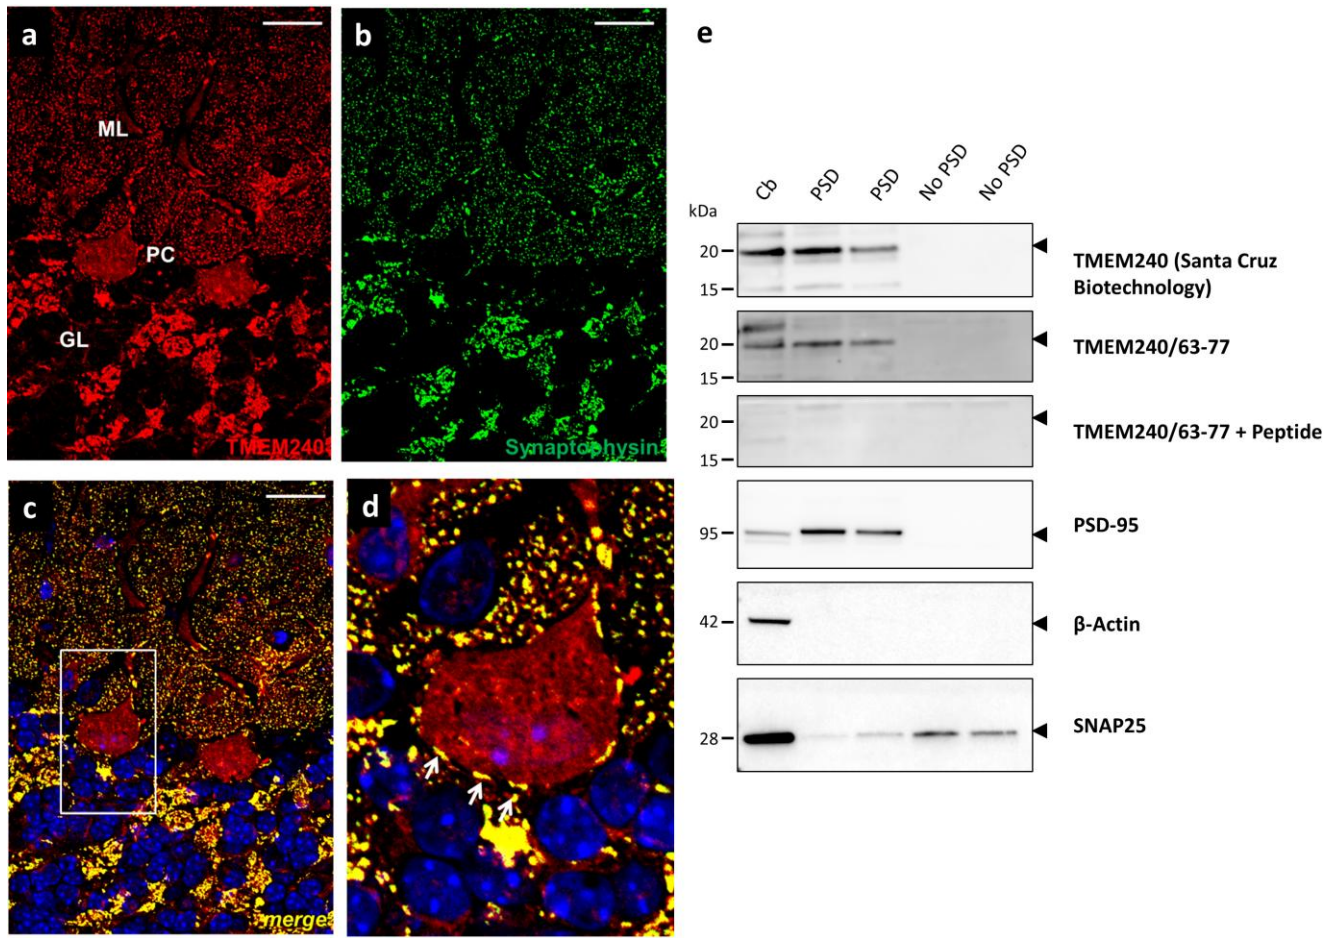 a
ML
PC
GL
TMEM240
b
Synaptophysin
c
merge
d
e
kDa
Cb
PSD
PSD
No PSD
No PSD
20
15
TMEM240 (Santa Cruz
Biotechnology)
20
15
TMEM240/63-77
20
15
TMEM240/63-77 + Peptide
95
PSD-95
42
β-Actin
28
SNAP25